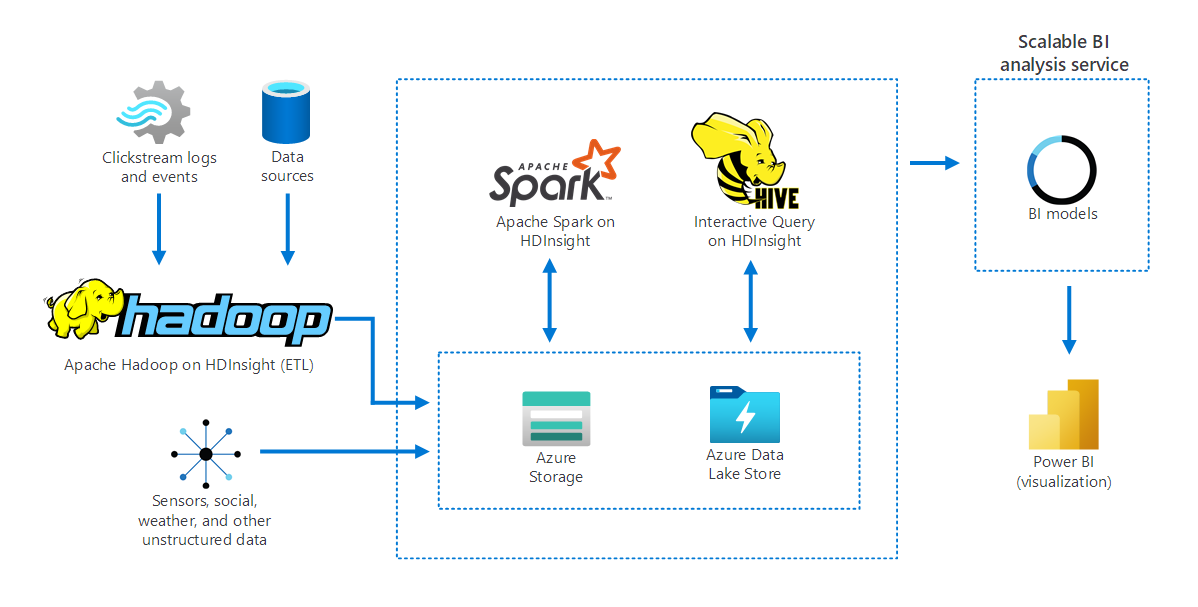 Scalable BI
analysis service
Clickstream logs
and events
Data
sources
APACHE
Spark™
Apache Spark on
HDInsight
HIVE
Interactive Query
on HDInsight
BI models
hadoop
Apache Hadoop on HDInsight (ETL)
Azure
Storage
Azure Data
Lake Store
Power BI
(visualization)
Sensors, social,
weather, and other
unstructured data